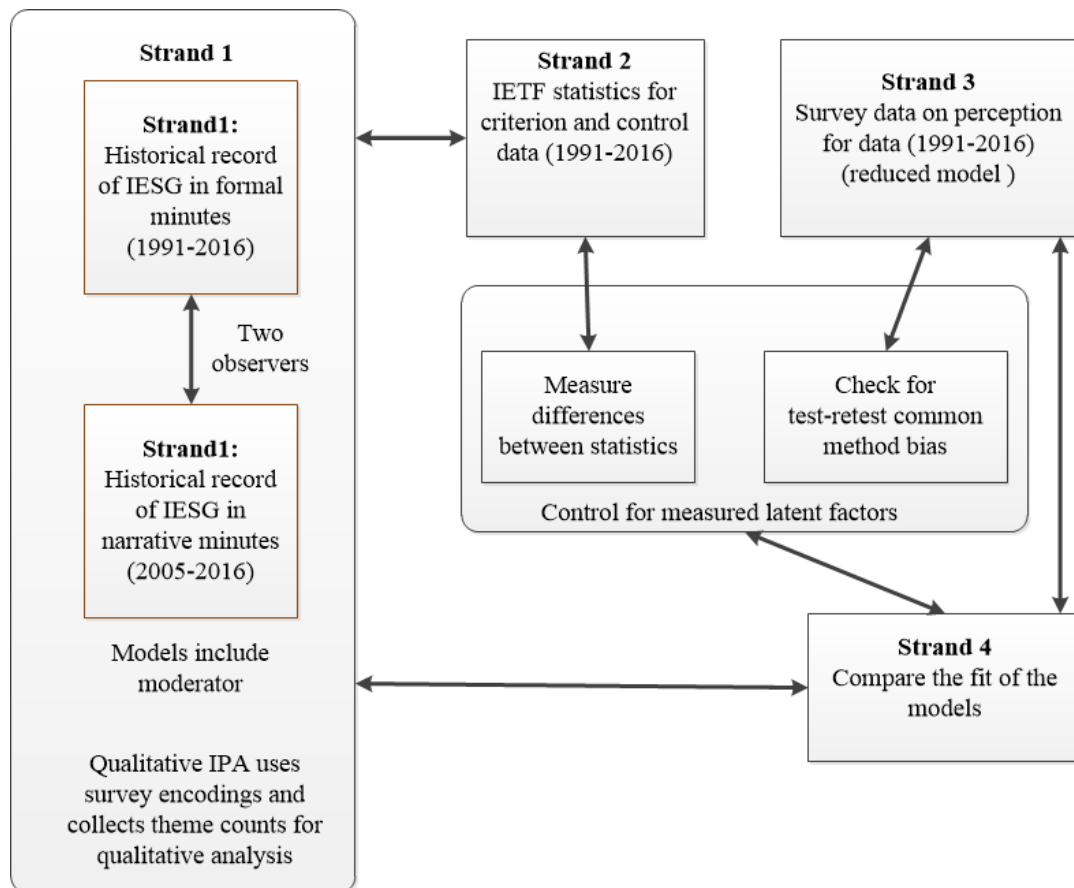 Strand 1
Strand1:
Historical record
of IESG in formal
minutes
(1991-2016)
Two
observers
Strand1:
Historical record
of IESG in
narrative minutes
(2005-2016)
Models include
moderator
Qualitative IPA uses
survey encodings and
collects theme counts for
qualitative analysis
Strand 2
IETF statistics for
criterion and control
data (1991-2016)
Strand 3
Survey data on perception
for data (1991-2016)
(reduced model )
Measure
differences
between statistics
Check for
test-retest common
method bias
Control for measured latent factors
Strand 4
Compare the fit of the
models